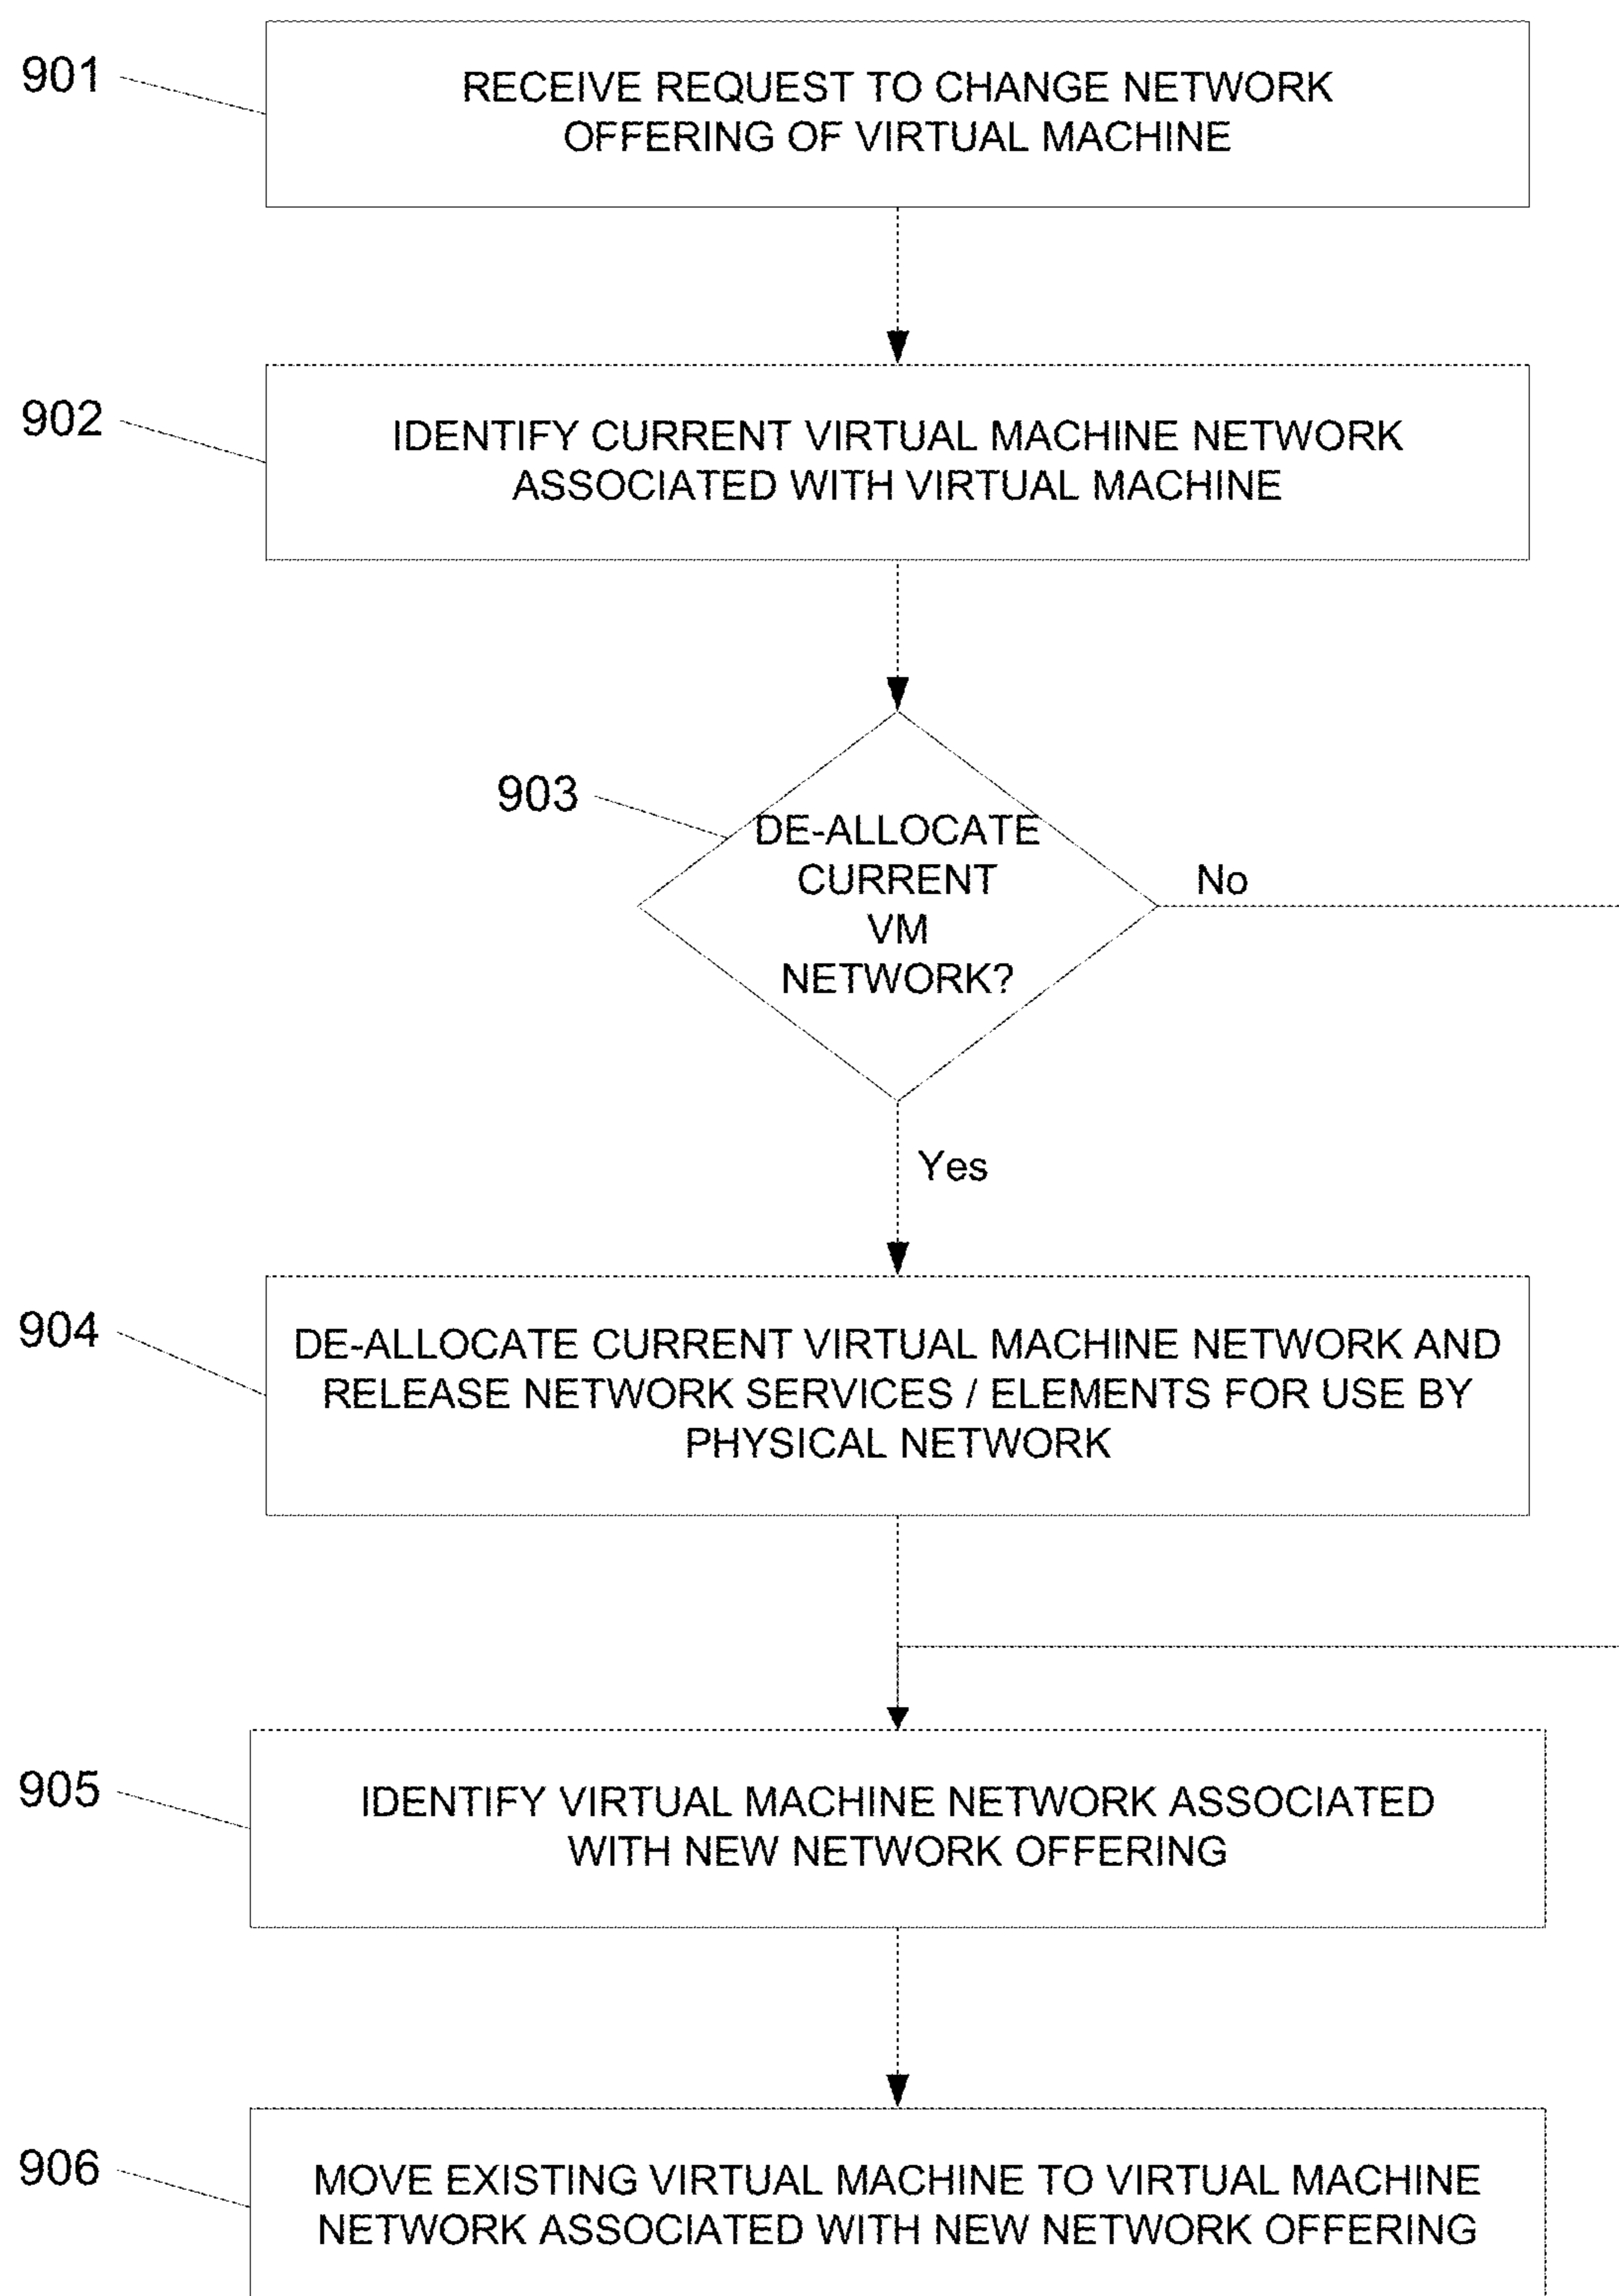 901
RECEIVE REQUEST TO CHANGE NETWORK
OFFERING OF VIRTUAL MACHINE
902
IDENTIFY CURRENT VIRTUAL MACHINE NETWORK
ASSOCIATED WITH VIRTUAL MACHINE
903
DE-ALLOCATE
CURRENT
VM
NETWORK?
No
Yes
904
DE-ALLOCATE CURRENT VIRTUAL MACHINE NETWORK AND
RELEASE NETWORK SERVICES / ELEMENTS FOR USE BY
PHYSICAL NETWORK
905
IDENTIFY VIRTUAL MACHINE NETWORK ASSOCIATED
WITH NEW NETWORK OFFERING
906
MOVE EXISTING VIRTUAL MACHINE TO VIRTUAL MACHINE
NETWORK ASSOCIATED WITH NEW NETWORK OFFERING